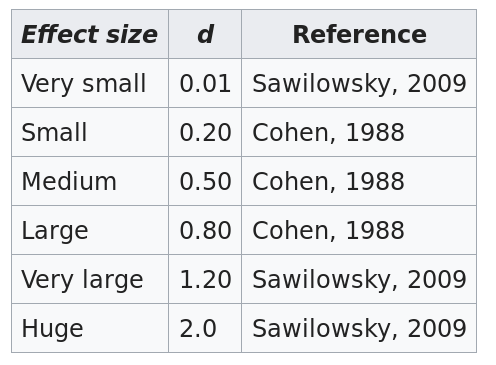 Effect size d Reference
Very small 0.01 Sawilowsky, 2009
Small 0.20 Cohen, 1988
Medium 0.50 Cohen, 1988
Large 0.80 Cohen, 1988
Very large 1.20 Sawilowsky, 2009
Huge 2.0 Sawilowsky, 2009